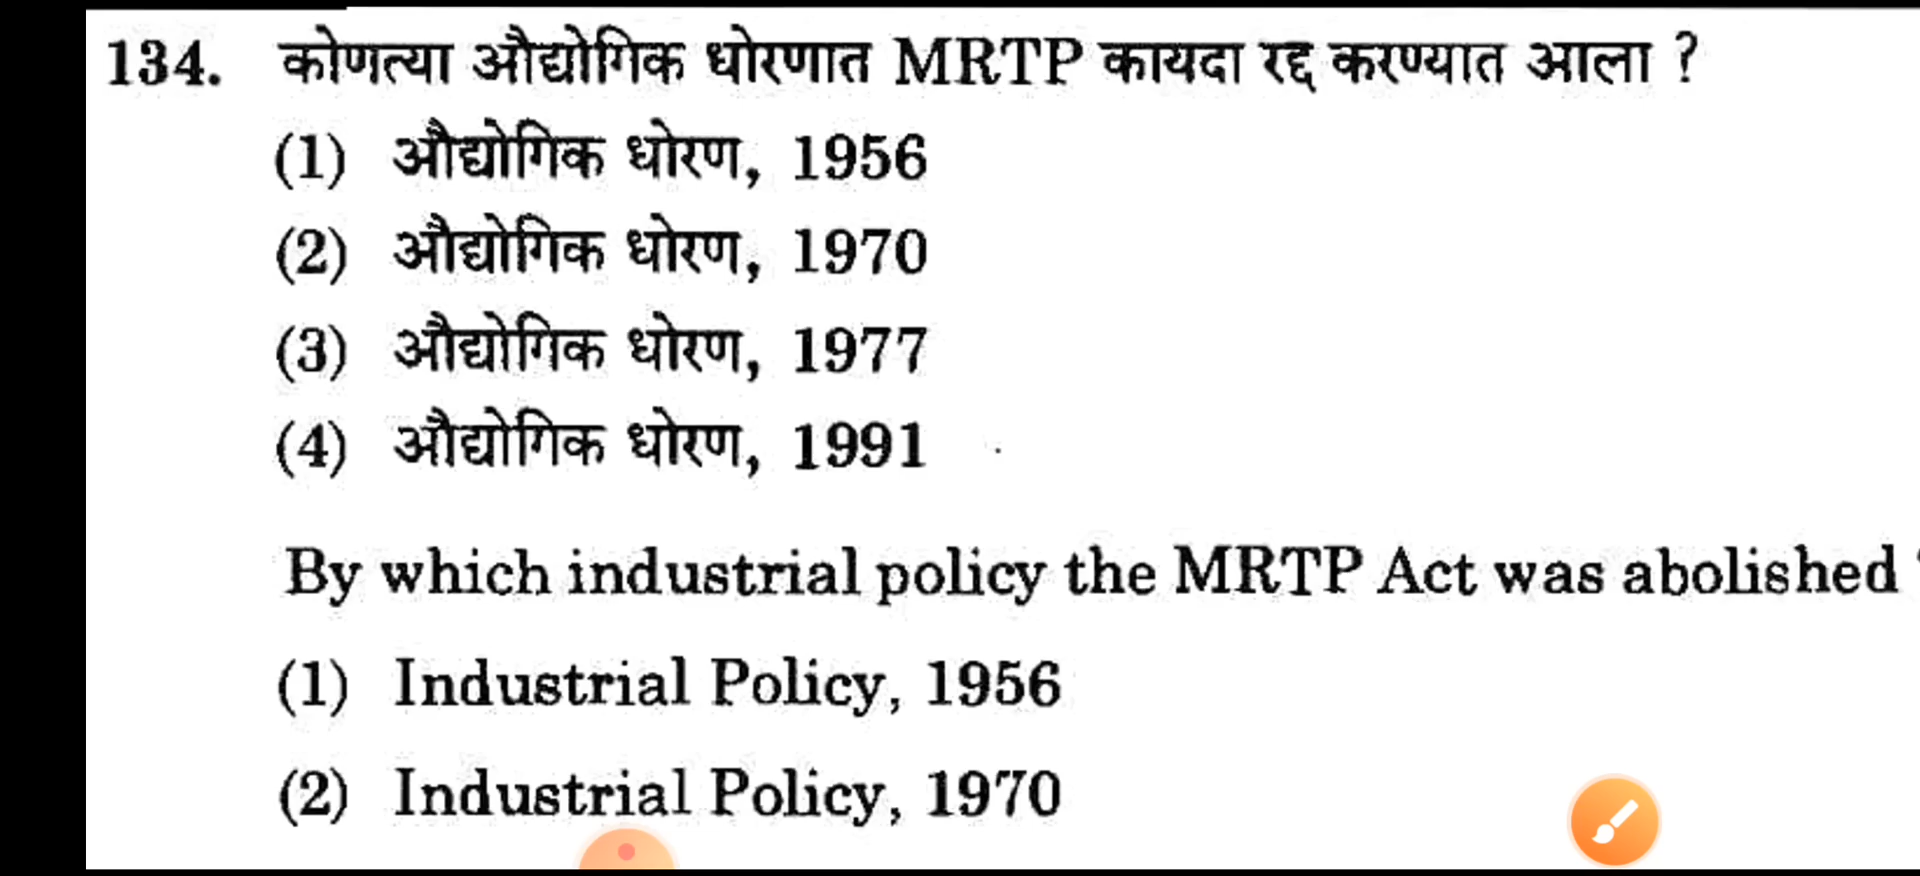 134. कोणत्या औद्योगिक धोरणात MRTP कायदा रद्द करण्यात आला ?
(1) औद्योगिक धोरण, 1956
(2) औद्योगिक धोरण, 1970
(3) औद्योगिक धोरण, 1977
(4) औद्योगिक धोरण, 1991
By which industrial policy the MRTP Act was abolished
(1) Industrial Policy, 1956
(2) Industrial Policy, 1970